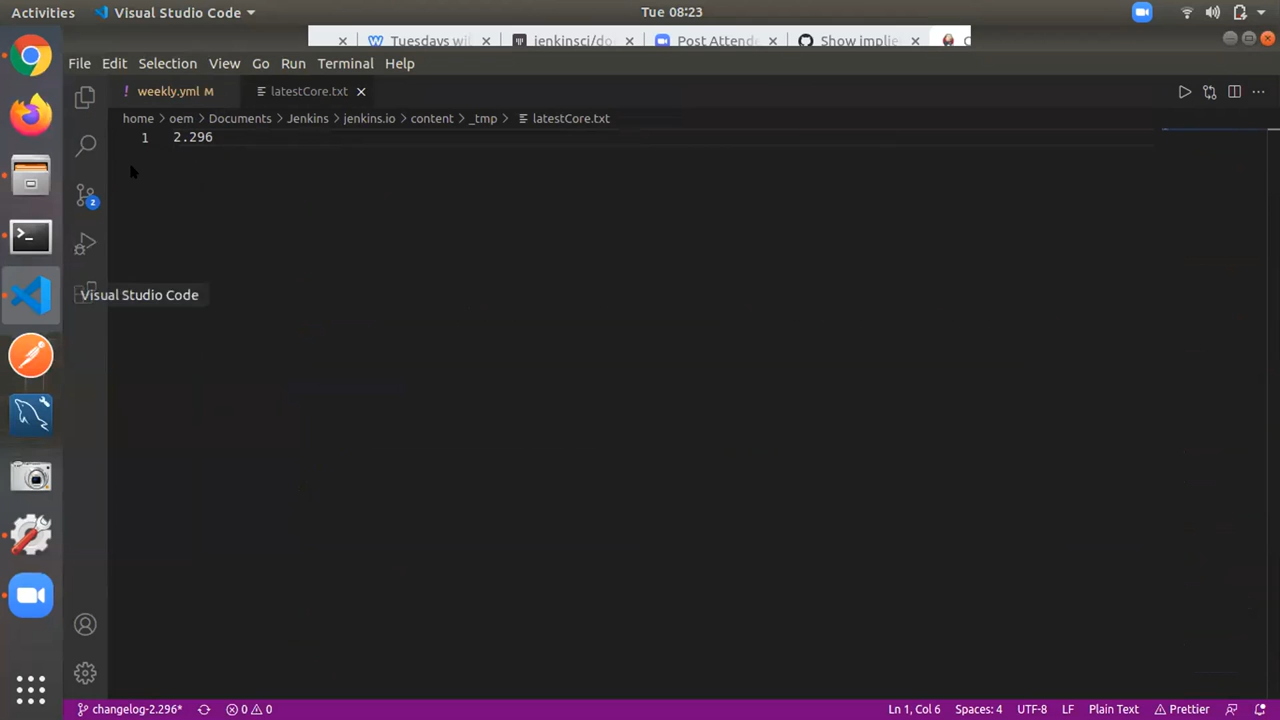 Activities Visual Studio Code Tue 08:23
Tuesdays wi jenkinsci/do Post Attende Show implie
File Edit Selection View Go Run Terminal Help
! weekly.yml M latestCore.txt
home > oem > Documents > Jenkins > jenkins.io > content > _tmp > latestCore.txt
1 2.296
2
Visual Studio Code
changelog-2.296* 0 0 Ln 1, Col 6 Spaces: 4 UTF-8 LF Plain Text Prettier